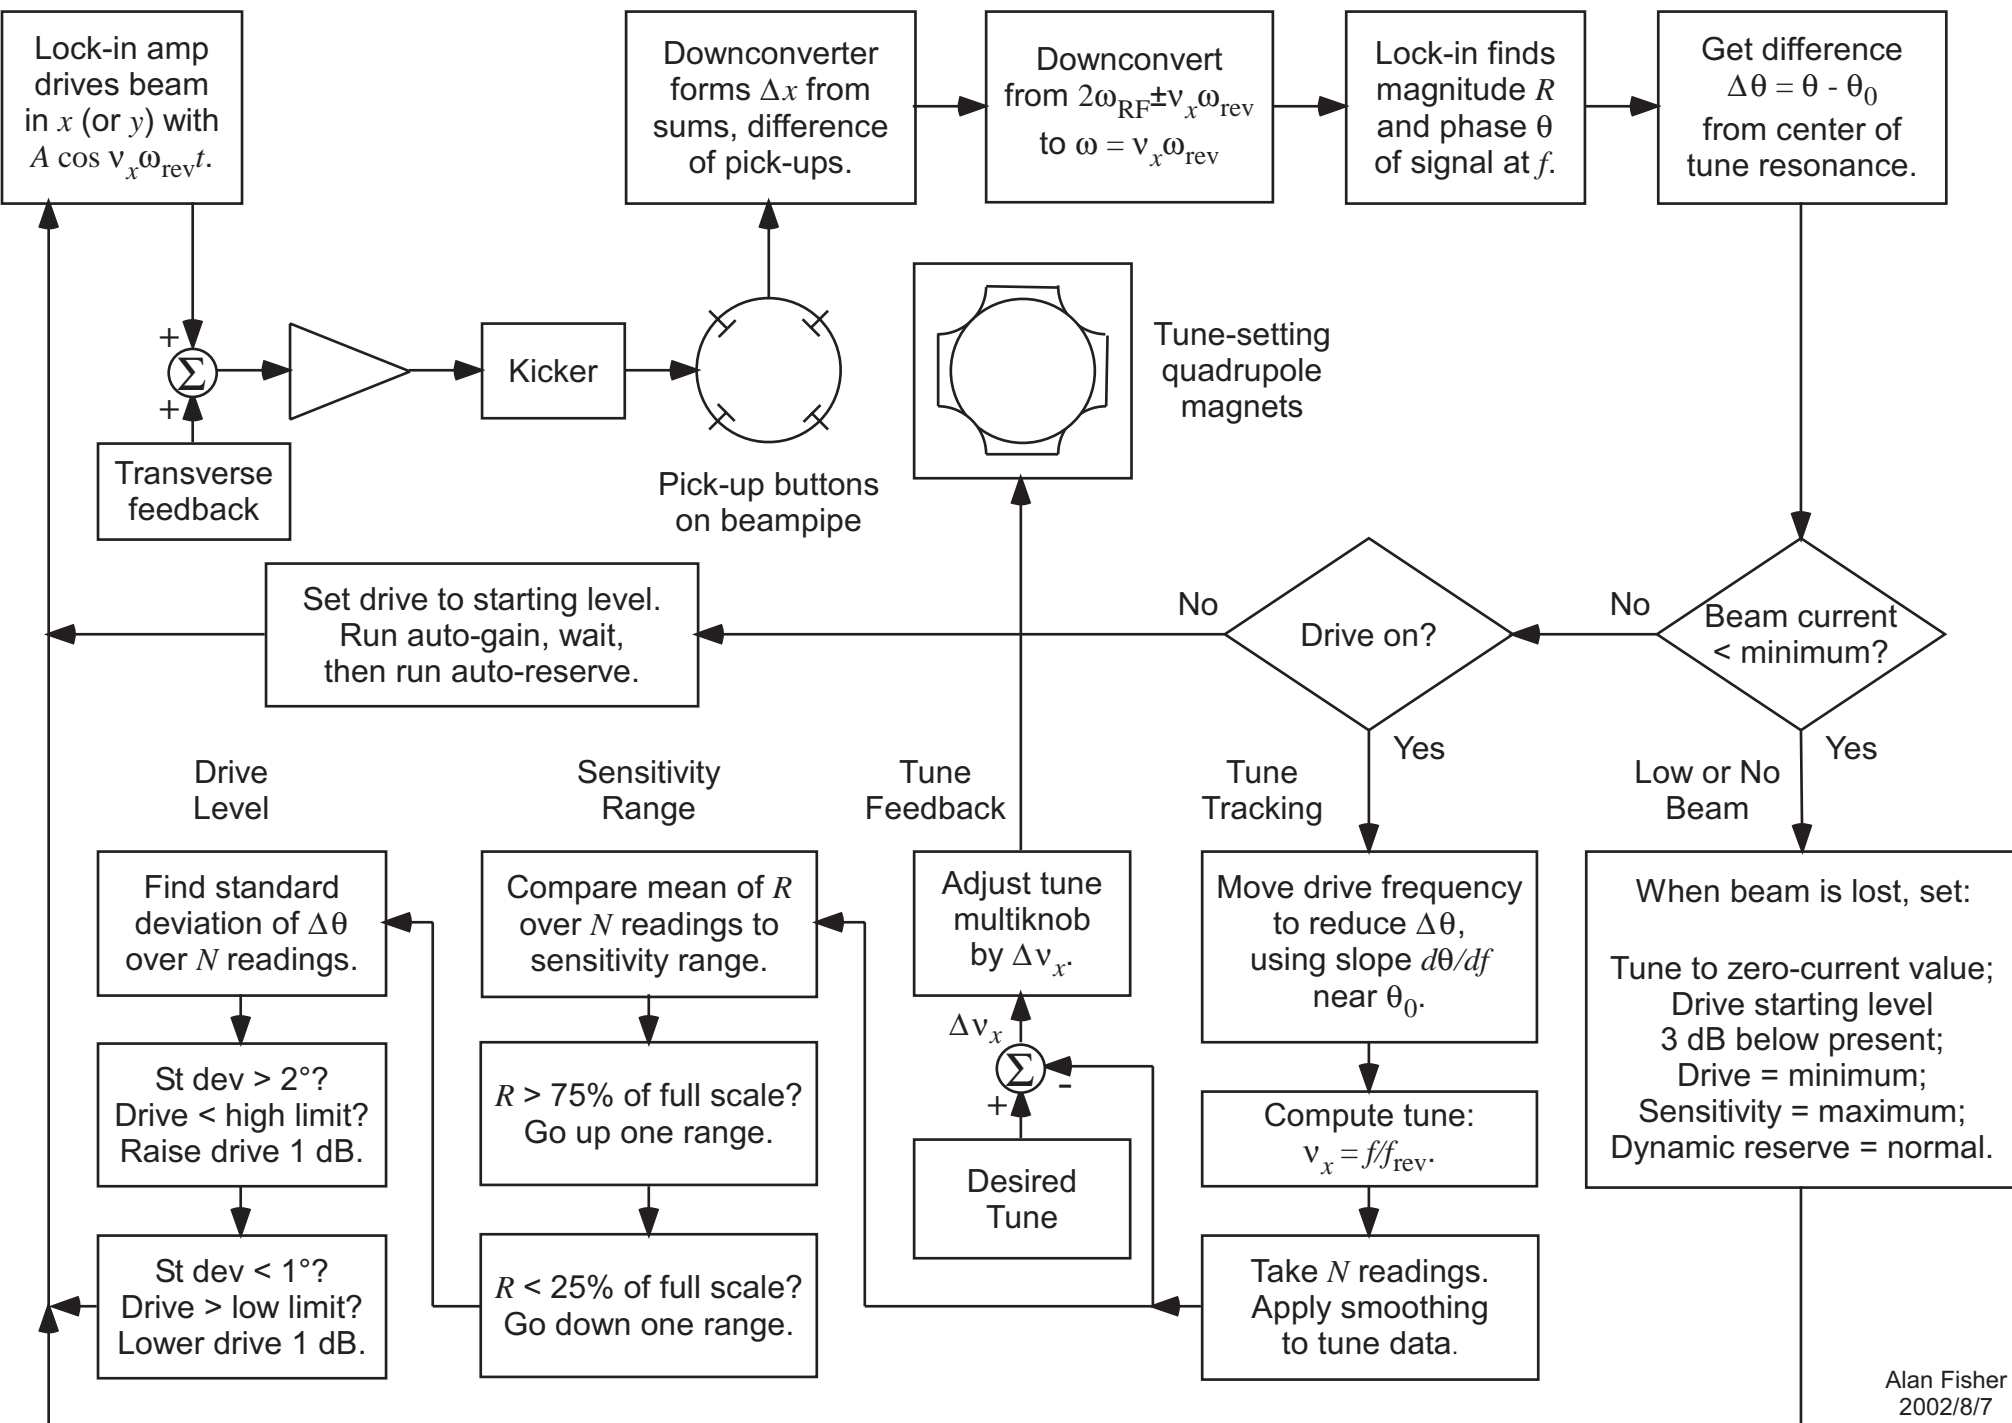 Lock-in amp
drives beam
in x (or y) with
A cos νₓω_rev t.
Downconverter
forms Δx from
sums, difference
of pick-ups.
Downconvert
from 2ω_RF±νₓω_rev
to ω = νₓω_rev
Lock-in finds
magnitude R
and phase θ
of signal at f.
Get difference
Δθ = θ - θ₀
from center of
tune resonance.
+
Σ
+
Transverse
feedback
Kicker
Pick-up buttons
on beampipe
Tune-setting
quadrupole
magnets
Set drive to starting level.
Run auto-gain, wait,
then run auto-reserve.
No
Drive on?
Yes
No
Beam current
< minimum?
Yes
Drive
Level
Sensitivity
Range
Tune
Feedback
Tune
Tracking
Low or No
Beam
Find standard
deviation of Δθ
over N readings.
St dev > 2°?
Drive < high limit?
Raise drive 1 dB.
St dev < 1°?
Drive > low limit?
Lower drive 1 dB.
Compare mean of R
over N readings to
sensitivity range.
R > 75% of full scale?
Go up one range.
R < 25% of full scale?
Go down one range.
Adjust tune
multiknob
by Δνₓ.
Δνₓ
Σ
-
+
Desired
Tune
Move drive frequency
to reduce Δθ,
using slope dθ/df
near θ₀.
Compute tune:
νₓ = f/f_rev.
Take N readings.
Apply smoothing
to tune data.
When beam is lost, set:
Tune to zero-current value;
Drive starting level
3 dB below present;
Drive = minimum;
Sensitivity = maximum;
Dynamic reserve = normal.
Alan Fisher
2002/8/7